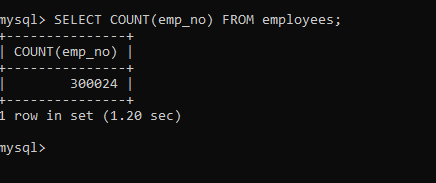 mysql> SELECT COUNT(emp_no) FROM employees;
+---------------+
| COUNT(emp_no) |
+---------------+
|        300024 |
+---------------+
1 row in set (1.20 sec)
mysql>